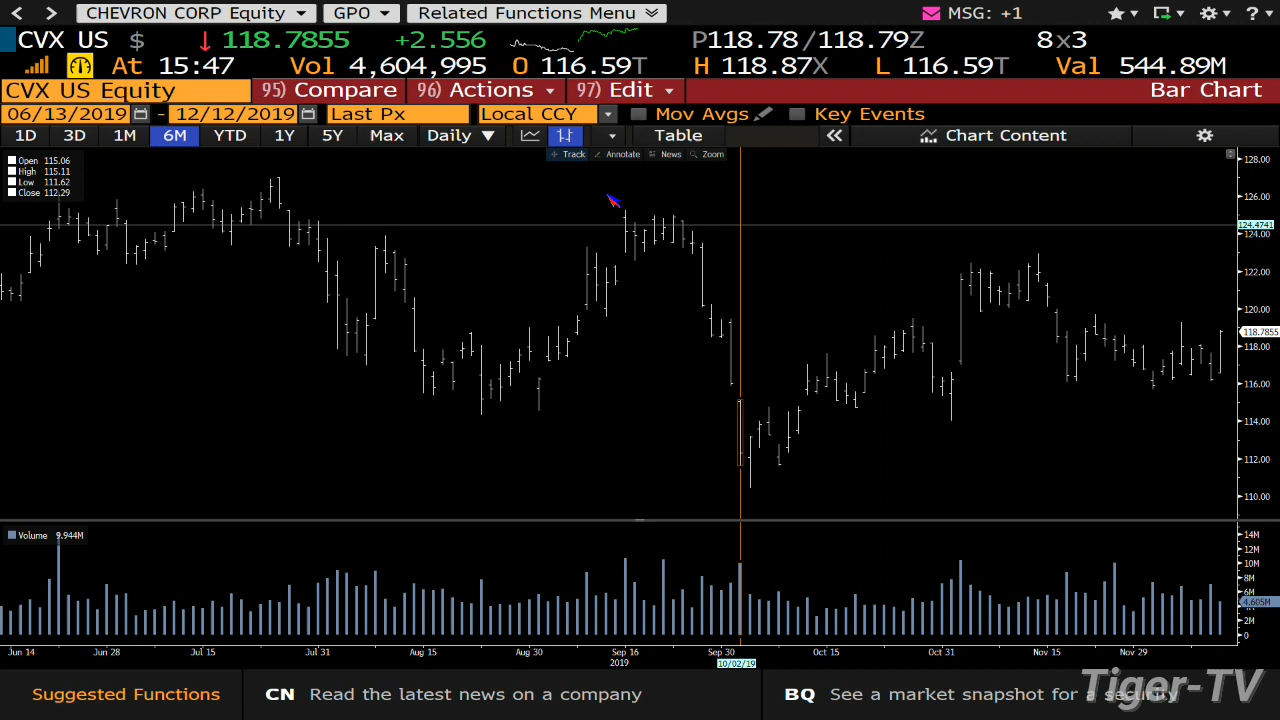 CHEVRON CORP Equity GPO Related Functions Menu MSG: +1 ?
CVX US $ 118.7855 +2.556 P118.78/118.79Z 8x3
At 15:47 Vol 4,604,995 O 116.59T H 118.87X L 116.59T Val 544.89M
CVX US Equity 95) Compare 96) Actions 97) Edit Bar Chart
06/13/2019 - 12/12/2019 Last Px Local CCY Mov Avgs Key Events
1D 3D 1M 6M YTD 1Y 5Y Max Daily Table Chart Content
Track Annotate News Zoom
Open 115.06
High 115.11
Low 111.62
Close 112.29
128.00
126.00
124.4741
124.00
122.00
120.00
118.7855
118.00
116.00
114.00
112.00
110.00
Volume 9.944M
14M
12M
10M
8M
6M
4.605M
2M
0
Jun 14 Jun 28 Jul 15 Jul 31 Aug 15 Aug 30 Sep 16 Sep 30 Oct 15 Oct 31 Nov 15 Nov 29
2019 10/02/19
Suggested Functions CN Read the latest news on a company BQ See a market snapshot for a security
Tiger-TV